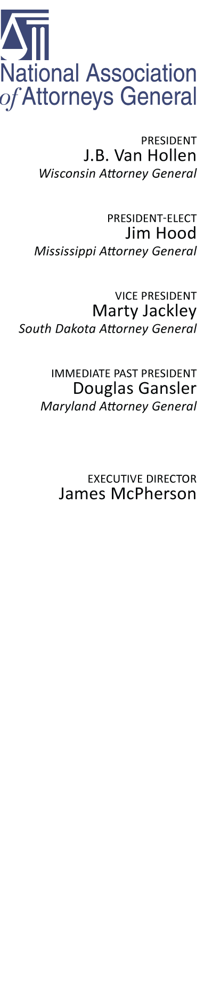 National Association
of Attorneys General
PRESIDENT
J.B. Van Hollen
Wisconsin Attorney General
PRESIDENT-ELECT
Jim Hood
Mississippi Attorney General
VICE PRESIDENT
Marty Jackley
South Dakota Attorney General
IMMEDIATE PAST PRESIDENT
Douglas Gansler
Maryland Attorney General
EXECUTIVE DIRECTOR
James McPherson